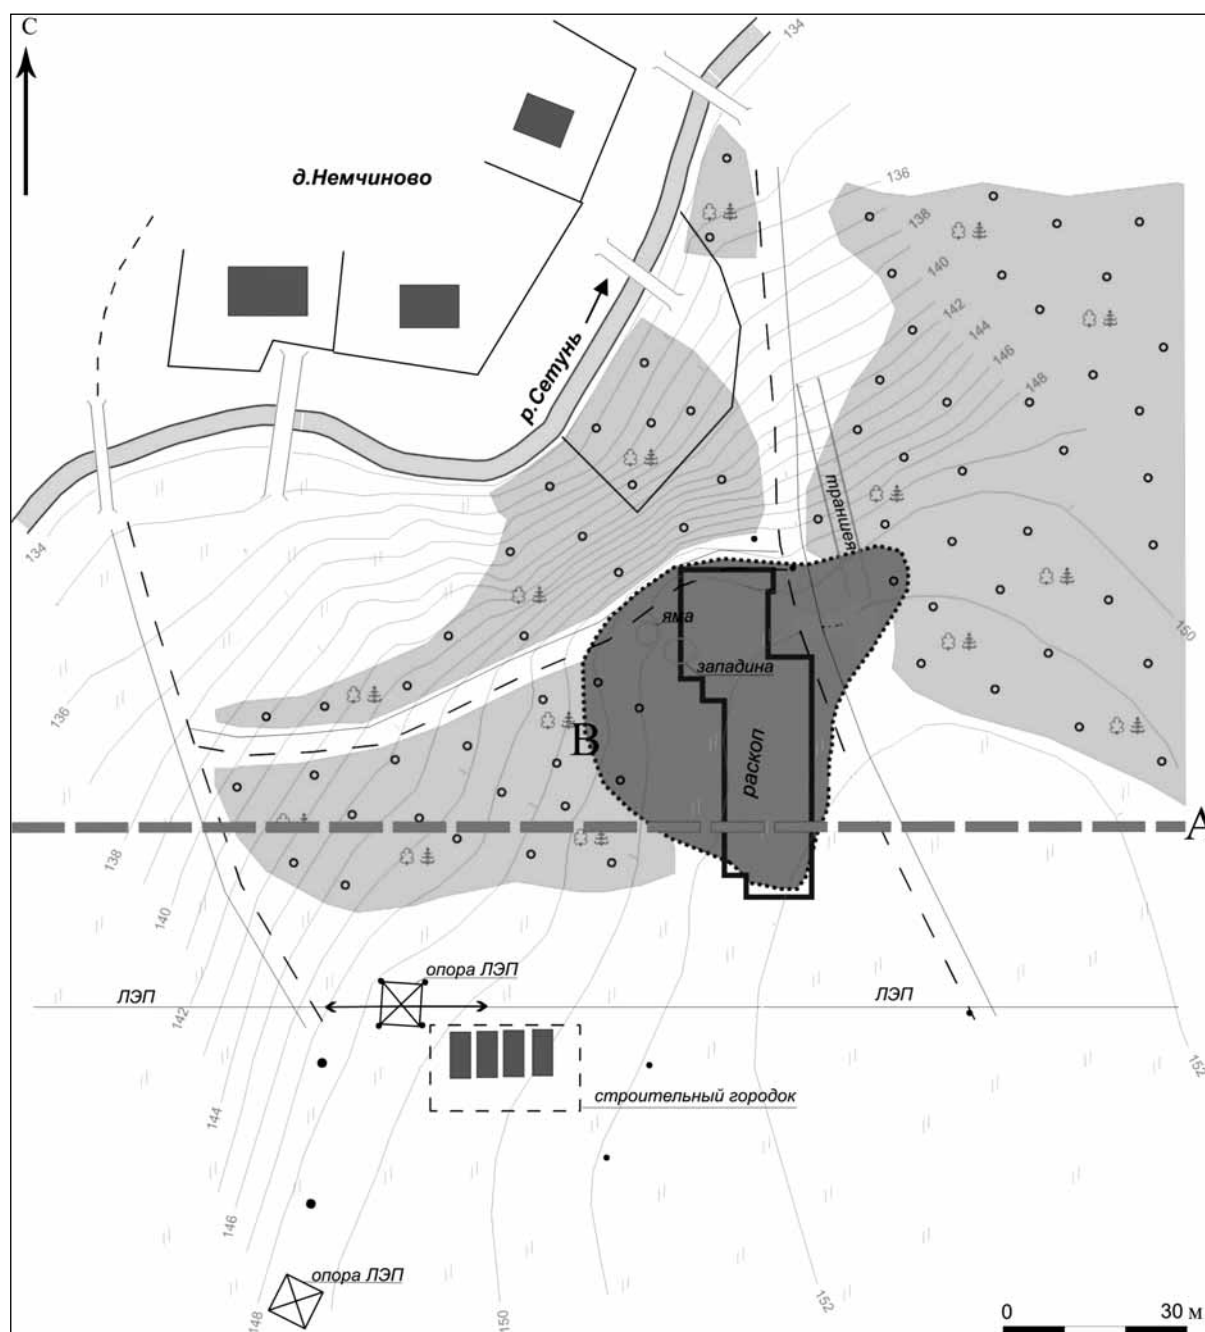 С
134
136
д.Немчиново
138
140
142
144
146
148
р.Сетунь
траншея
134
яма
150
западина
136
В
раскоп
А
138
140
опора ЛЭП
ЛЭП
ЛЭП
142
152
строительный городок
144
146
опора ЛЭП
148
150
152
0 30 м